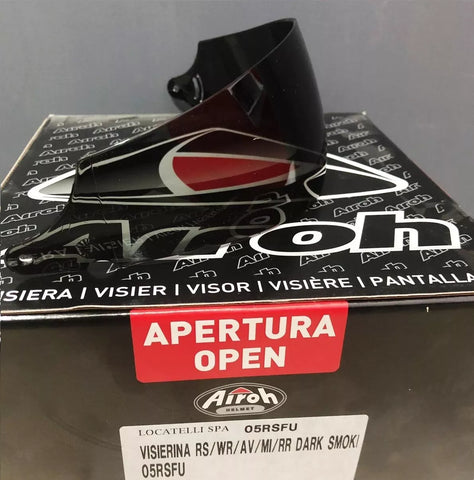 Airoh
Airoh
VISIERA | VISIER | VISOR | VISIÈRE | PANTALLA
APERTURA
OPEN
Airoh
HELMET
LOCATELLI SPA 05RSFU
VISIERINA RS/WR/AV/MI/RR DARK SMOK
05RSFU